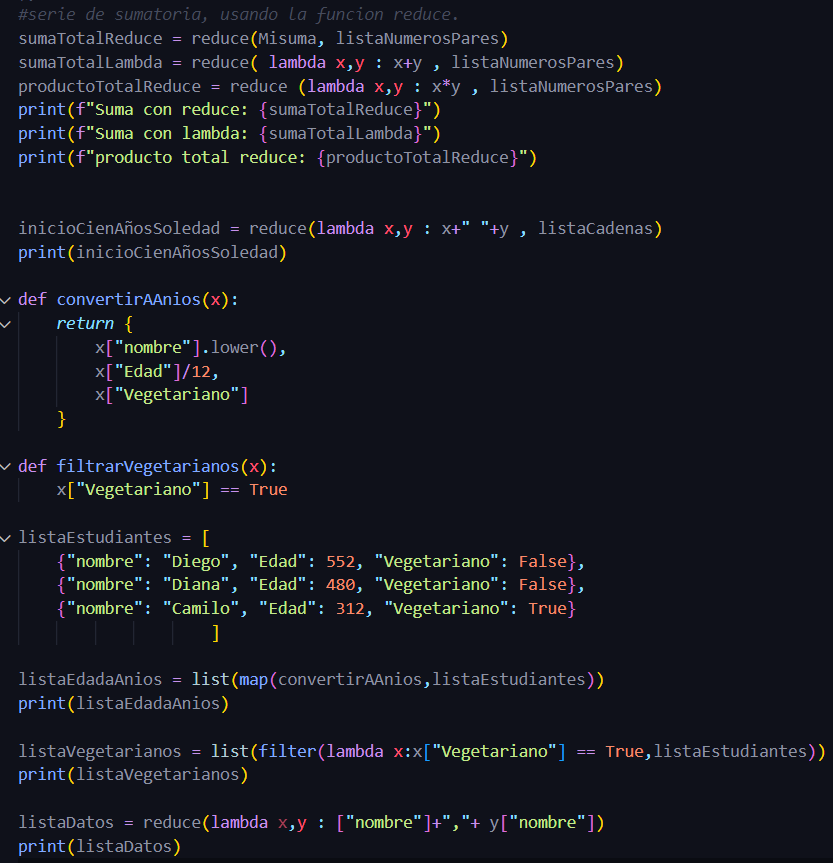 #serie de sumatoria, usando la funcion reduce.
sumaTotalReduce = reduce(Misuma, listaNumerosPares)
sumaTotalLambda = reduce( lambda x,y : x+y , listaNumerosPares)
productoTotalReduce = reduce (lambda x,y : x*y , listaNumerosPares)
print(f"Suma con reduce: {sumaTotalReduce}")
print(f"Suma con lambda: {sumaTotalLambda}")
print(f"producto total reduce: {productoTotalReduce}")
inicioCienAñosSoledad = reduce(lambda x,y : x+" "+y , listaCadenas)
print(inicioCienAñosSoledad)
def convertirAAnios(x):
    return {
        x["nombre"].lower(),
        x["Edad"]/12,
        x["Vegetariano"]
    }
def filtrarVegetarianos(x):
    x["Vegetariano"] == True
listaEstudiantes = [
    {"nombre": "Diego", "Edad": 552, "Vegetariano": False},
    {"nombre": "Diana", "Edad": 480, "Vegetariano": False},
    {"nombre": "Camilo", "Edad": 312, "Vegetariano": True}
                    ]
listaEdadaAnios = list(map(convertirAAnios,listaEstudiantes))
print(listaEdadaAnios)
listaVegetarianos = list(filter(lambda x:x["Vegetariano"] == True,listaEstudiantes))
print(listaVegetarianos)
listaDatos = reduce(lambda x,y : ["nombre"]+","+ y["nombre"])
print(listaDatos)